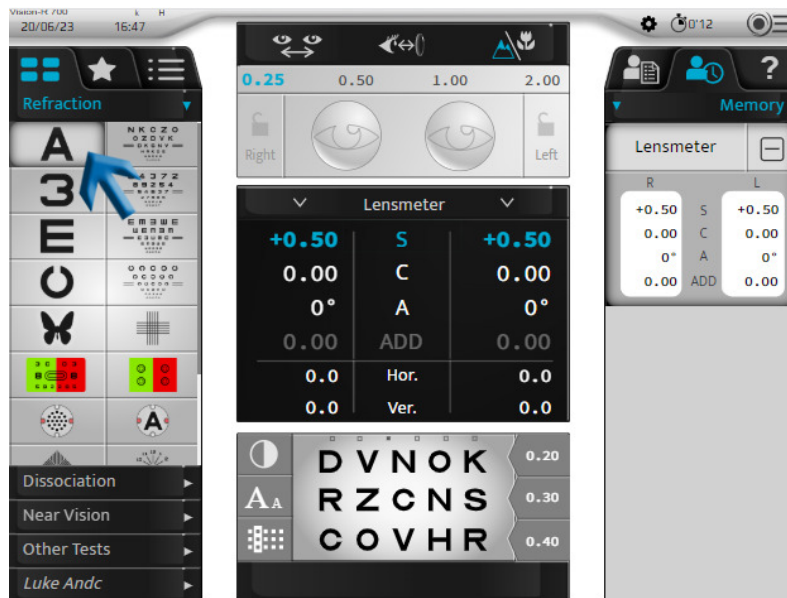 Vision-R 700
20/06/23 16:47
0'12
Refraction
A
N K C Z O
O Z D V K
3
E
Dissociation
Near Vision
Other Tests
Luke Andc
0.25 0.50 1.00 2.00
Right
Left
Lensmeter
+0.50 S +0.50
0.00 C 0.00
0° A 0°
0.00 ADD 0.00
0.0 Hor. 0.0
0.0 Ver. 0.0
D V N O K 0.20
R Z C N S 0.30
C O V H R 0.40
A A
?
Memory
Lensmeter
R L
+0.50 S +0.50
0.00 C 0.00
0° A 0°
0.00 ADD 0.00